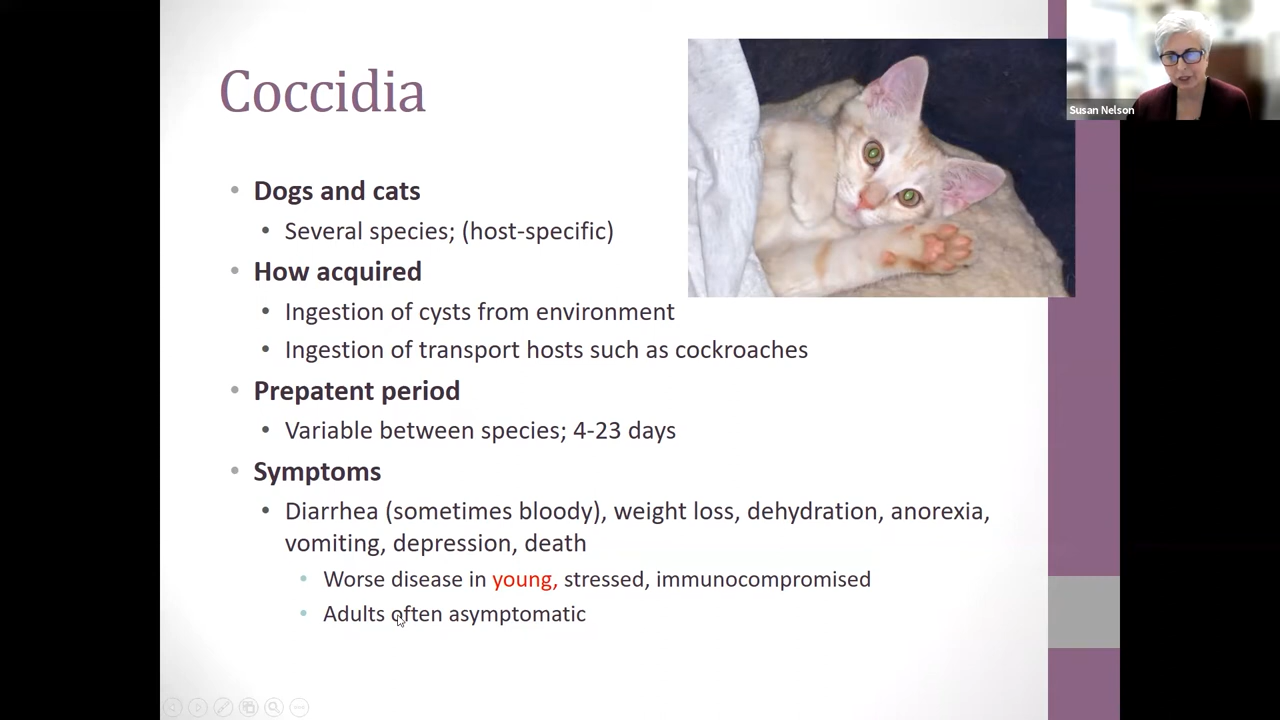 Coccidia
Susan Nelson
Dogs and cats
Several species; (host-specific)
How acquired
Ingestion of cysts from environment
Ingestion of transport hosts such as cockroaches
Prepatent period
Variable between species; 4-23 days
Symptoms
Diarrhea (sometimes bloody), weight loss, dehydration, anorexia,
vomiting, depression, death
Worse disease in young, stressed, immunocompromised
Adults often asymptomatic